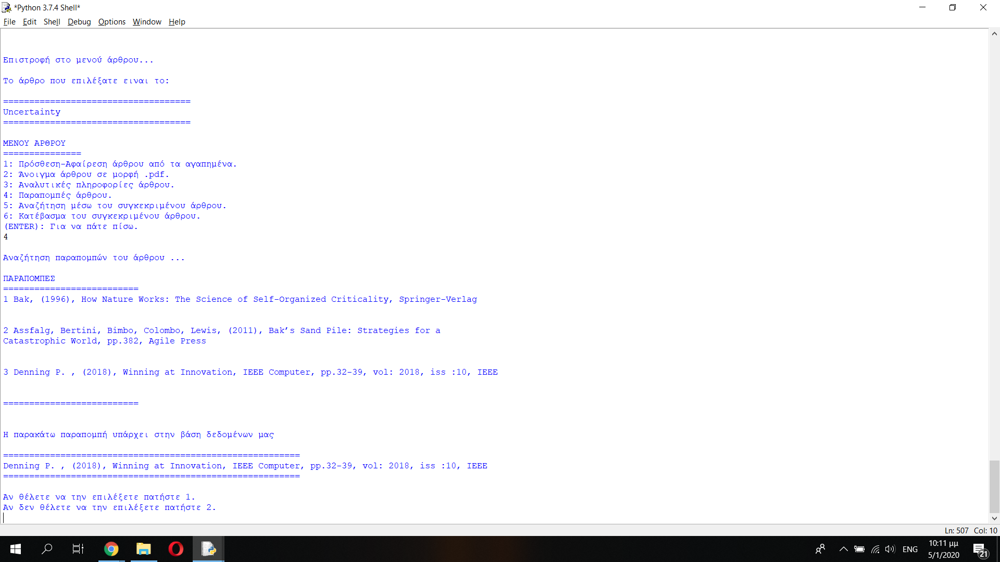 *Python 3.7.4 Shell*
File Edit Shell Debug Options Window Help
Επιστροφή στο μενού άρθρου...
Το άρθρο που επιλέξατε ειναι το:
====================================
Uncertainty
====================================
ΜΕΝΟΥ ΑΡΘΡΟΥ
===============
1: Πρόσθεση-Αφαίρεση άρθρου από τα αγαπημένα.
2: Άνοιγμα άρθρου σε μορφή .pdf.
3: Αναλυτικές πληροφορίες άρθρου.
4: Παραπομπές άρθρου.
5: Αναζήτηση μέσω του συγκεκριμένου άρθρου.
6: Κατέβασμα του συγκεκριμένου άρθρου.
(ENTER): Για να πάτε πίσω.
4
Αναζήτηση παραπομπών του άρθρου ...
ΠΑΡΑΠΟΜΠΕΣ
==========================
1 Bak, (1996), How Nature Works: The Science of Self-Organized Criticality, Springer-Verlag
2 Assfalg, Bertini, Bimbo, Colombo, Lewis, (2011), Bak’s Sand Pile: Strategies for a
Catastrophic World, pp.382, Agile Press
3 Denning P. , (2018), Winning at Innovation, IEEE Computer, pp.32-39, vol: 2018, iss :10, IEEE
==========================
Η παρακάτω παραπομπή υπάρχει στην βάση δεδομένων μας
=========================================================
Denning P. , (2018), Winning at Innovation, IEEE Computer, pp.32-39, vol: 2018, iss :10, IEEE
=========================================================
Αν θέλετε να την επιλέξετε πατήστε 1.
Αν δεν θέλετε να την επιλέξετε πατήστε 2.
Ln: 507 Col: 10
ENG
10:11 μμ
5/1/2020
21